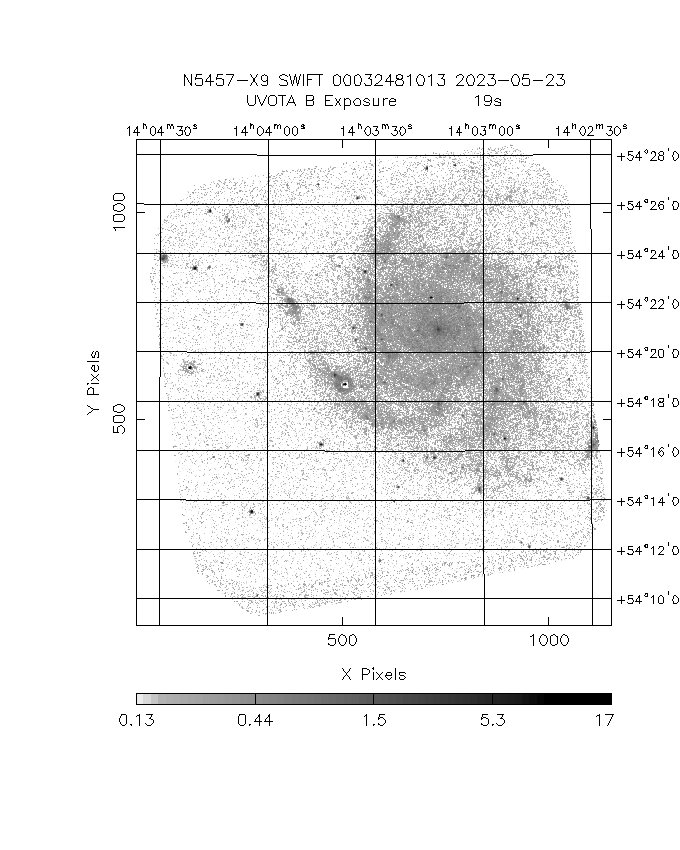 N5457-X9 SWIFT 00032481013 2023-05-23
UVOTA B Exposure 19s
14ʰ04ᵐ30ˢ 14ʰ04ᵐ00ˢ 14ʰ03ᵐ30ˢ 14ʰ03ᵐ00ˢ 14ʰ02ᵐ30ˢ
+54°28'0
+54°26'0
+54°24'0
+54°22'0
+54°20'0
+54°18'0
+54°16'0
+54°14'0
+54°12'0
+54°10'0
1000
500
Y Pixels
500 1000
X Pixels
0.13 0.44 1.5 5.3 17